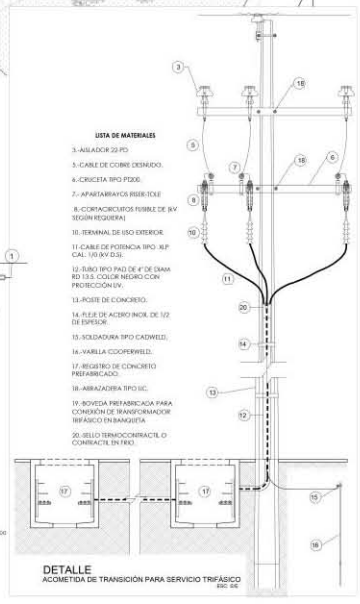 LISTA DE MATERIALES
3.-AISLADOR 22-PD
5.-CABLE DE COBRE DESNUDO.
6.-CRUCETA TIPO PT200.
7.-APARTARRAYOS RISER-POLE
8.-CORTACIRCUITOS FUSIBLE DE (kV
SEGÚN REQUIERA)
10.-TERMINAL DE USO EXTERIOR.
11.-CABLE DE POTENCIA TIPO XLP
CAL. 1/0 (kV D.S).
12.-TUBO TIPO PAD DE 4" DE DIAM
RD 13.5. COLOR NEGRO CON
PROTECCIÓN UV.
13.-POSTE DE CONCRETO.
14.-FLEJE DE ACERO INOX. DE 1/2
DE ESPESOR.
15.-SOLDADURA TIPO CADWELD.
16.-VARILLA COOPERWELD.
17.-REGISTRO DE CONCRETO
PREFABRICADO.
18.-ABRAZADERA TIPO UC.
19.-BOVEDA PREFABRICADA PARA
CONEXIÓN DE TRANSFORMADOR
TRIFÁSICO EN BANQUETA
20.-SELLO TERMOCONTRACTIL O
CONTRACTIL EN FRIO.
3
18
5
7
18
6
8
10
11
20
14
1
13
12
17
17
15
16
DETALLE
ACOMETIDA DE TRANSICIÓN PARA SERVICIO TRIFÁSICO